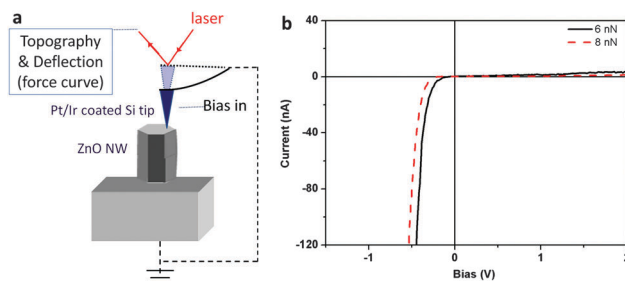 a
laser
Topography
& Deflection
(force curve)
Pt/Ir coated Si tip
Bias in
ZnO NW
b
6 nN
8 nN
40
0
-40
-80
-120
Current (nA)
-1
0
1
2
Bias (V)